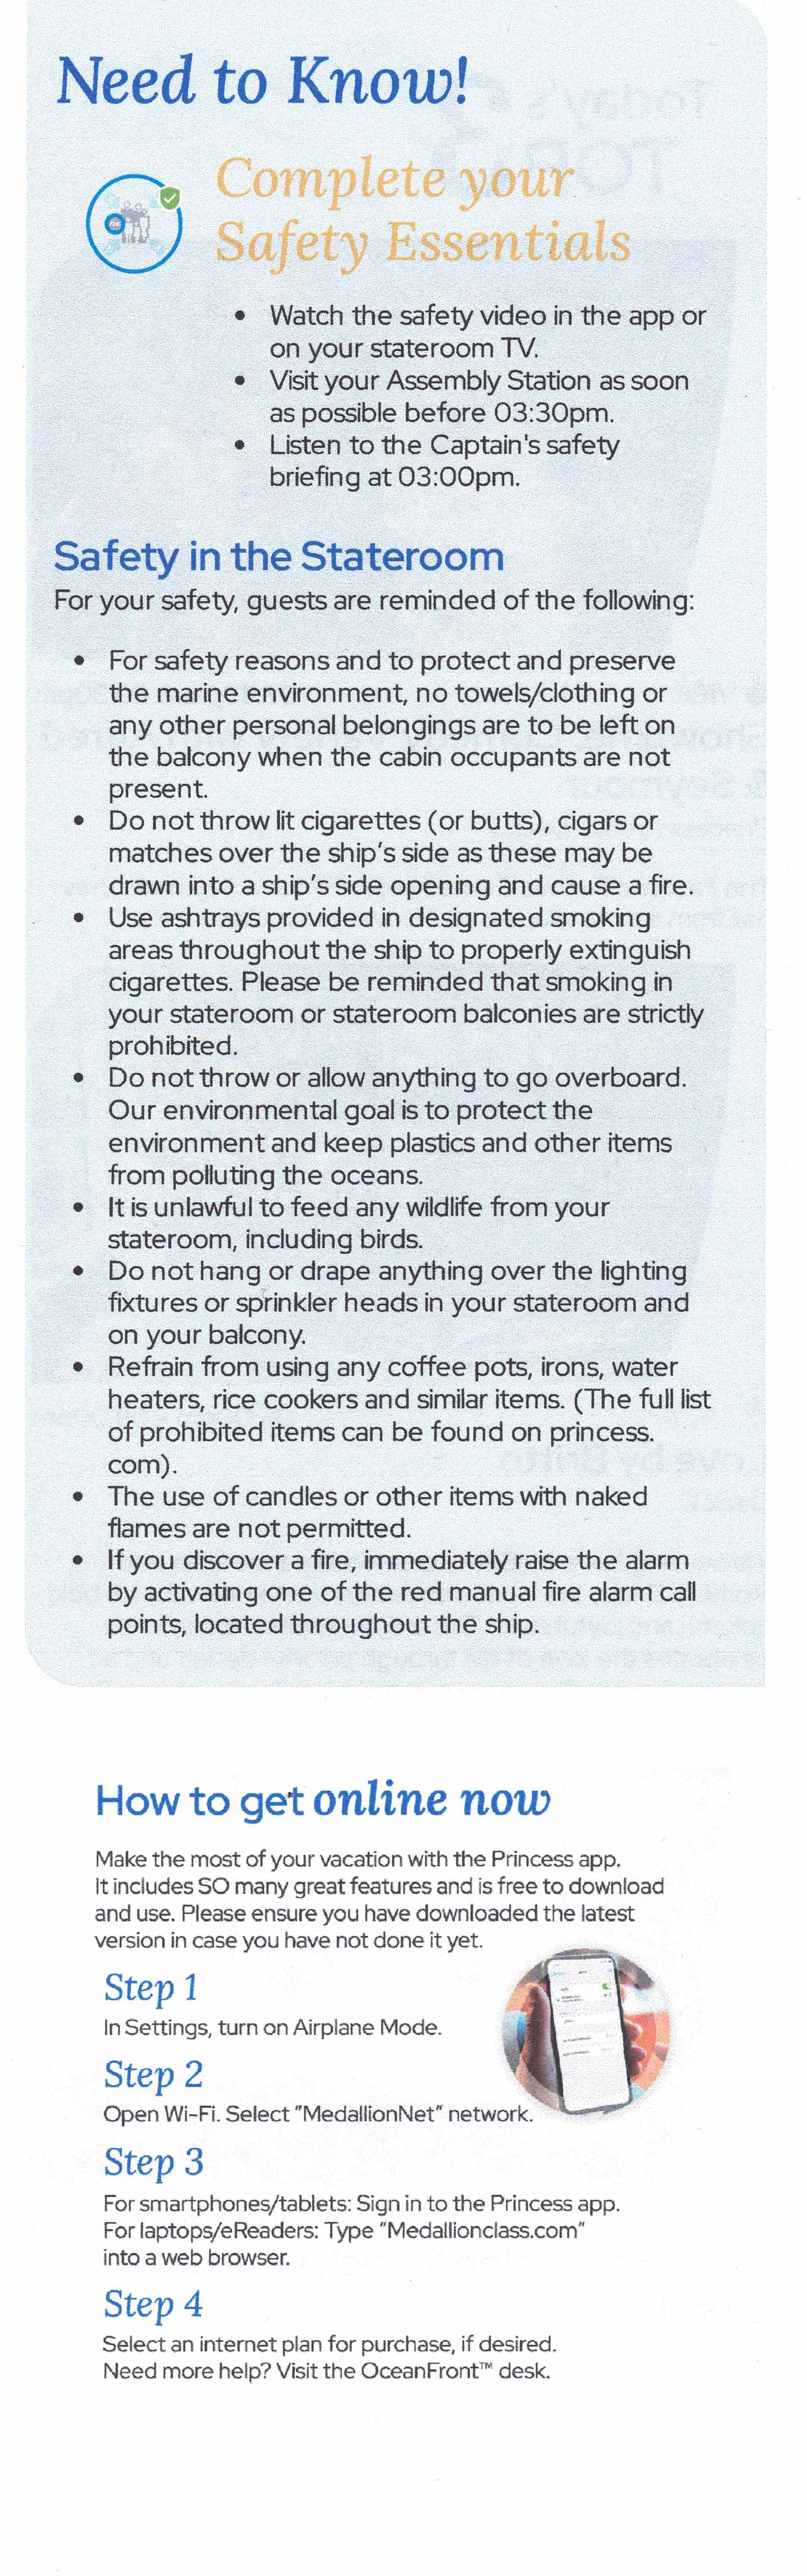 Need to Know!
Complete your
Safety Essentials
• Watch the safety video in the app or
on your stateroom TV.
• Visit your Assembly Station as soon
as possible before 03:30pm.
• Listen to the Captain's safety
briefing at 03:00pm.
Safety in the Stateroom
For your safety, guests are reminded of the following:
• For safety reasons and to protect and preserve
the marine environment, no towels/clothing or
any other personal belongings are to be left on
the balcony when the cabin occupants are not
present.
• Do not throw lit cigarettes (or butts), cigars or
matches over the ship's side as these may be
drawn into a ship's side opening and cause a fire.
• Use ashtrays provided in designated smoking
areas throughout the ship to properly extinguish
cigarettes. Please be reminded that smoking in
your stateroom or stateroom balconies are strictly
prohibited.
• Do not throw or allow anything to go overboard.
Our environmental goal is to protect the
environment and keep plastics and other items
from polluting the oceans.
• It is unlawful to feed any wildlife from your
stateroom, including birds.
• Do not hang or drape anything over the lighting
fixtures or sprinkler heads in your stateroom and
on your balcony.
• Refrain from using any coffee pots, irons, water
heaters, rice cookers and similar items. (The full list
of prohibited items can be found on princess.
com).
• The use of candles or other items with naked
flames are not permitted.
• If you discover a fire, immediately raise the alarm
by activating one of the red manual fire alarm call
points, located throughout the ship.
How to get online now
Make the most of your vacation with the Princess app.
It includes SO many great features and is free to download
and use. Please ensure you have downloaded the latest
version in case you have not done it yet.
Step 1
In Settings, turn on Airplane Mode.
Step 2
Open Wi-Fi. Select "MedallionNet" network.
Step 3
For smartphones/tablets: Sign in to the Princess app.
For laptops/eReaders: Type "Medallionclass.com"
into a web browser.
Step 4
Select an internet plan for purchase, if desired.
Need more help? Visit the OceanFront™ desk.